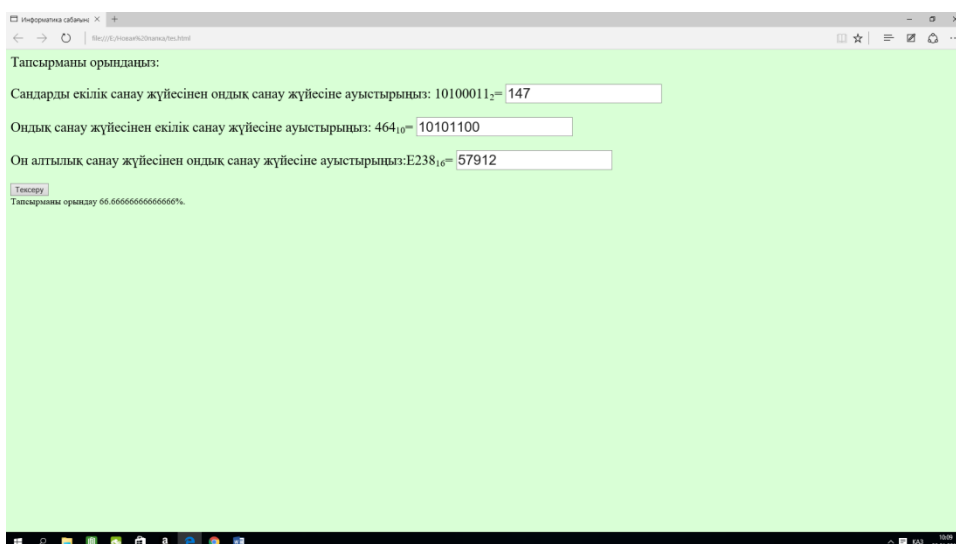 Информатика сабағынан
file:///E:/Новая%20папка/tes.html
Тапсырманы орындаңыз:
Сандарды екілік санау жүйесінен ондық санау жүйесіне ауыстырыңыз: 10100011₂= 147
Ондық санау жүйесінен екілік санау жүйесіне ауыстырыңыз: 464₁₀= 10101100
Он алтылық санау жүйесінен ондық санау жүйесіне ауыстырыңыз:E238₁₆= 57912
Тексеру
Тапсырманы орындау 66.66666666666666%.
ҚАЗ 10:09